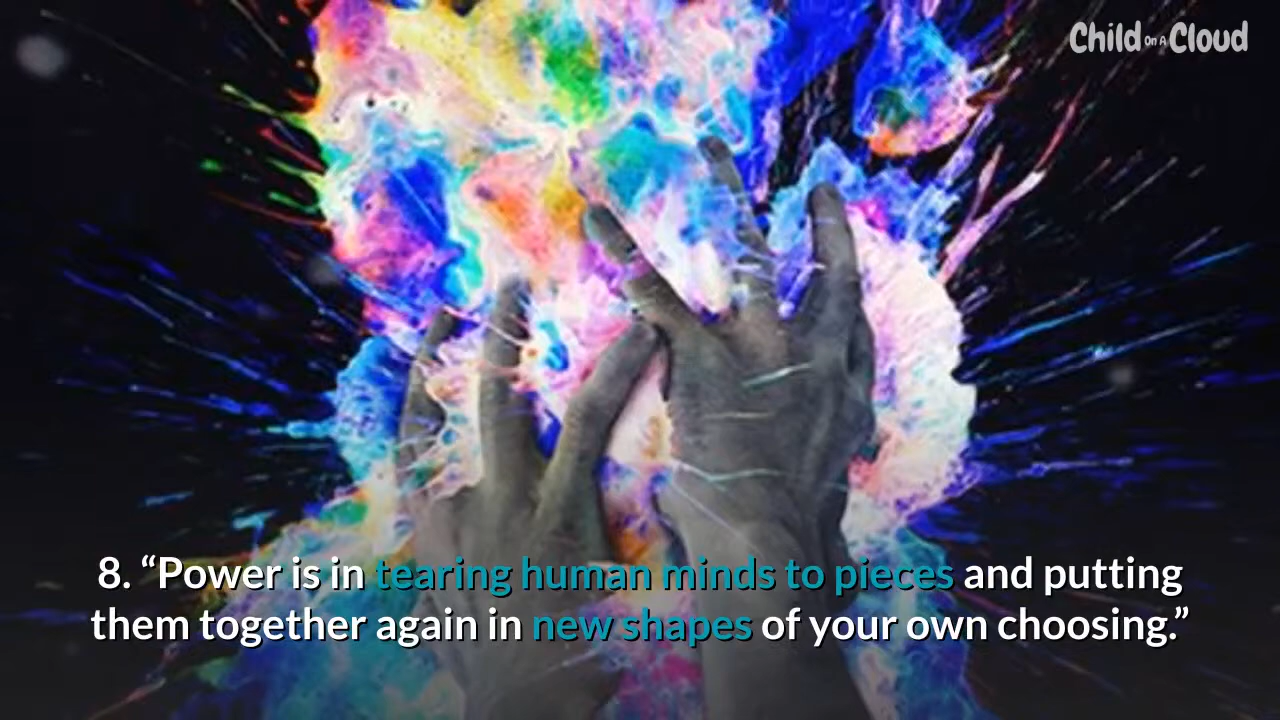 Child On A Cloud
8. “Power is in tearing human minds to pieces and putting
them together again in new shapes of your own choosing.”